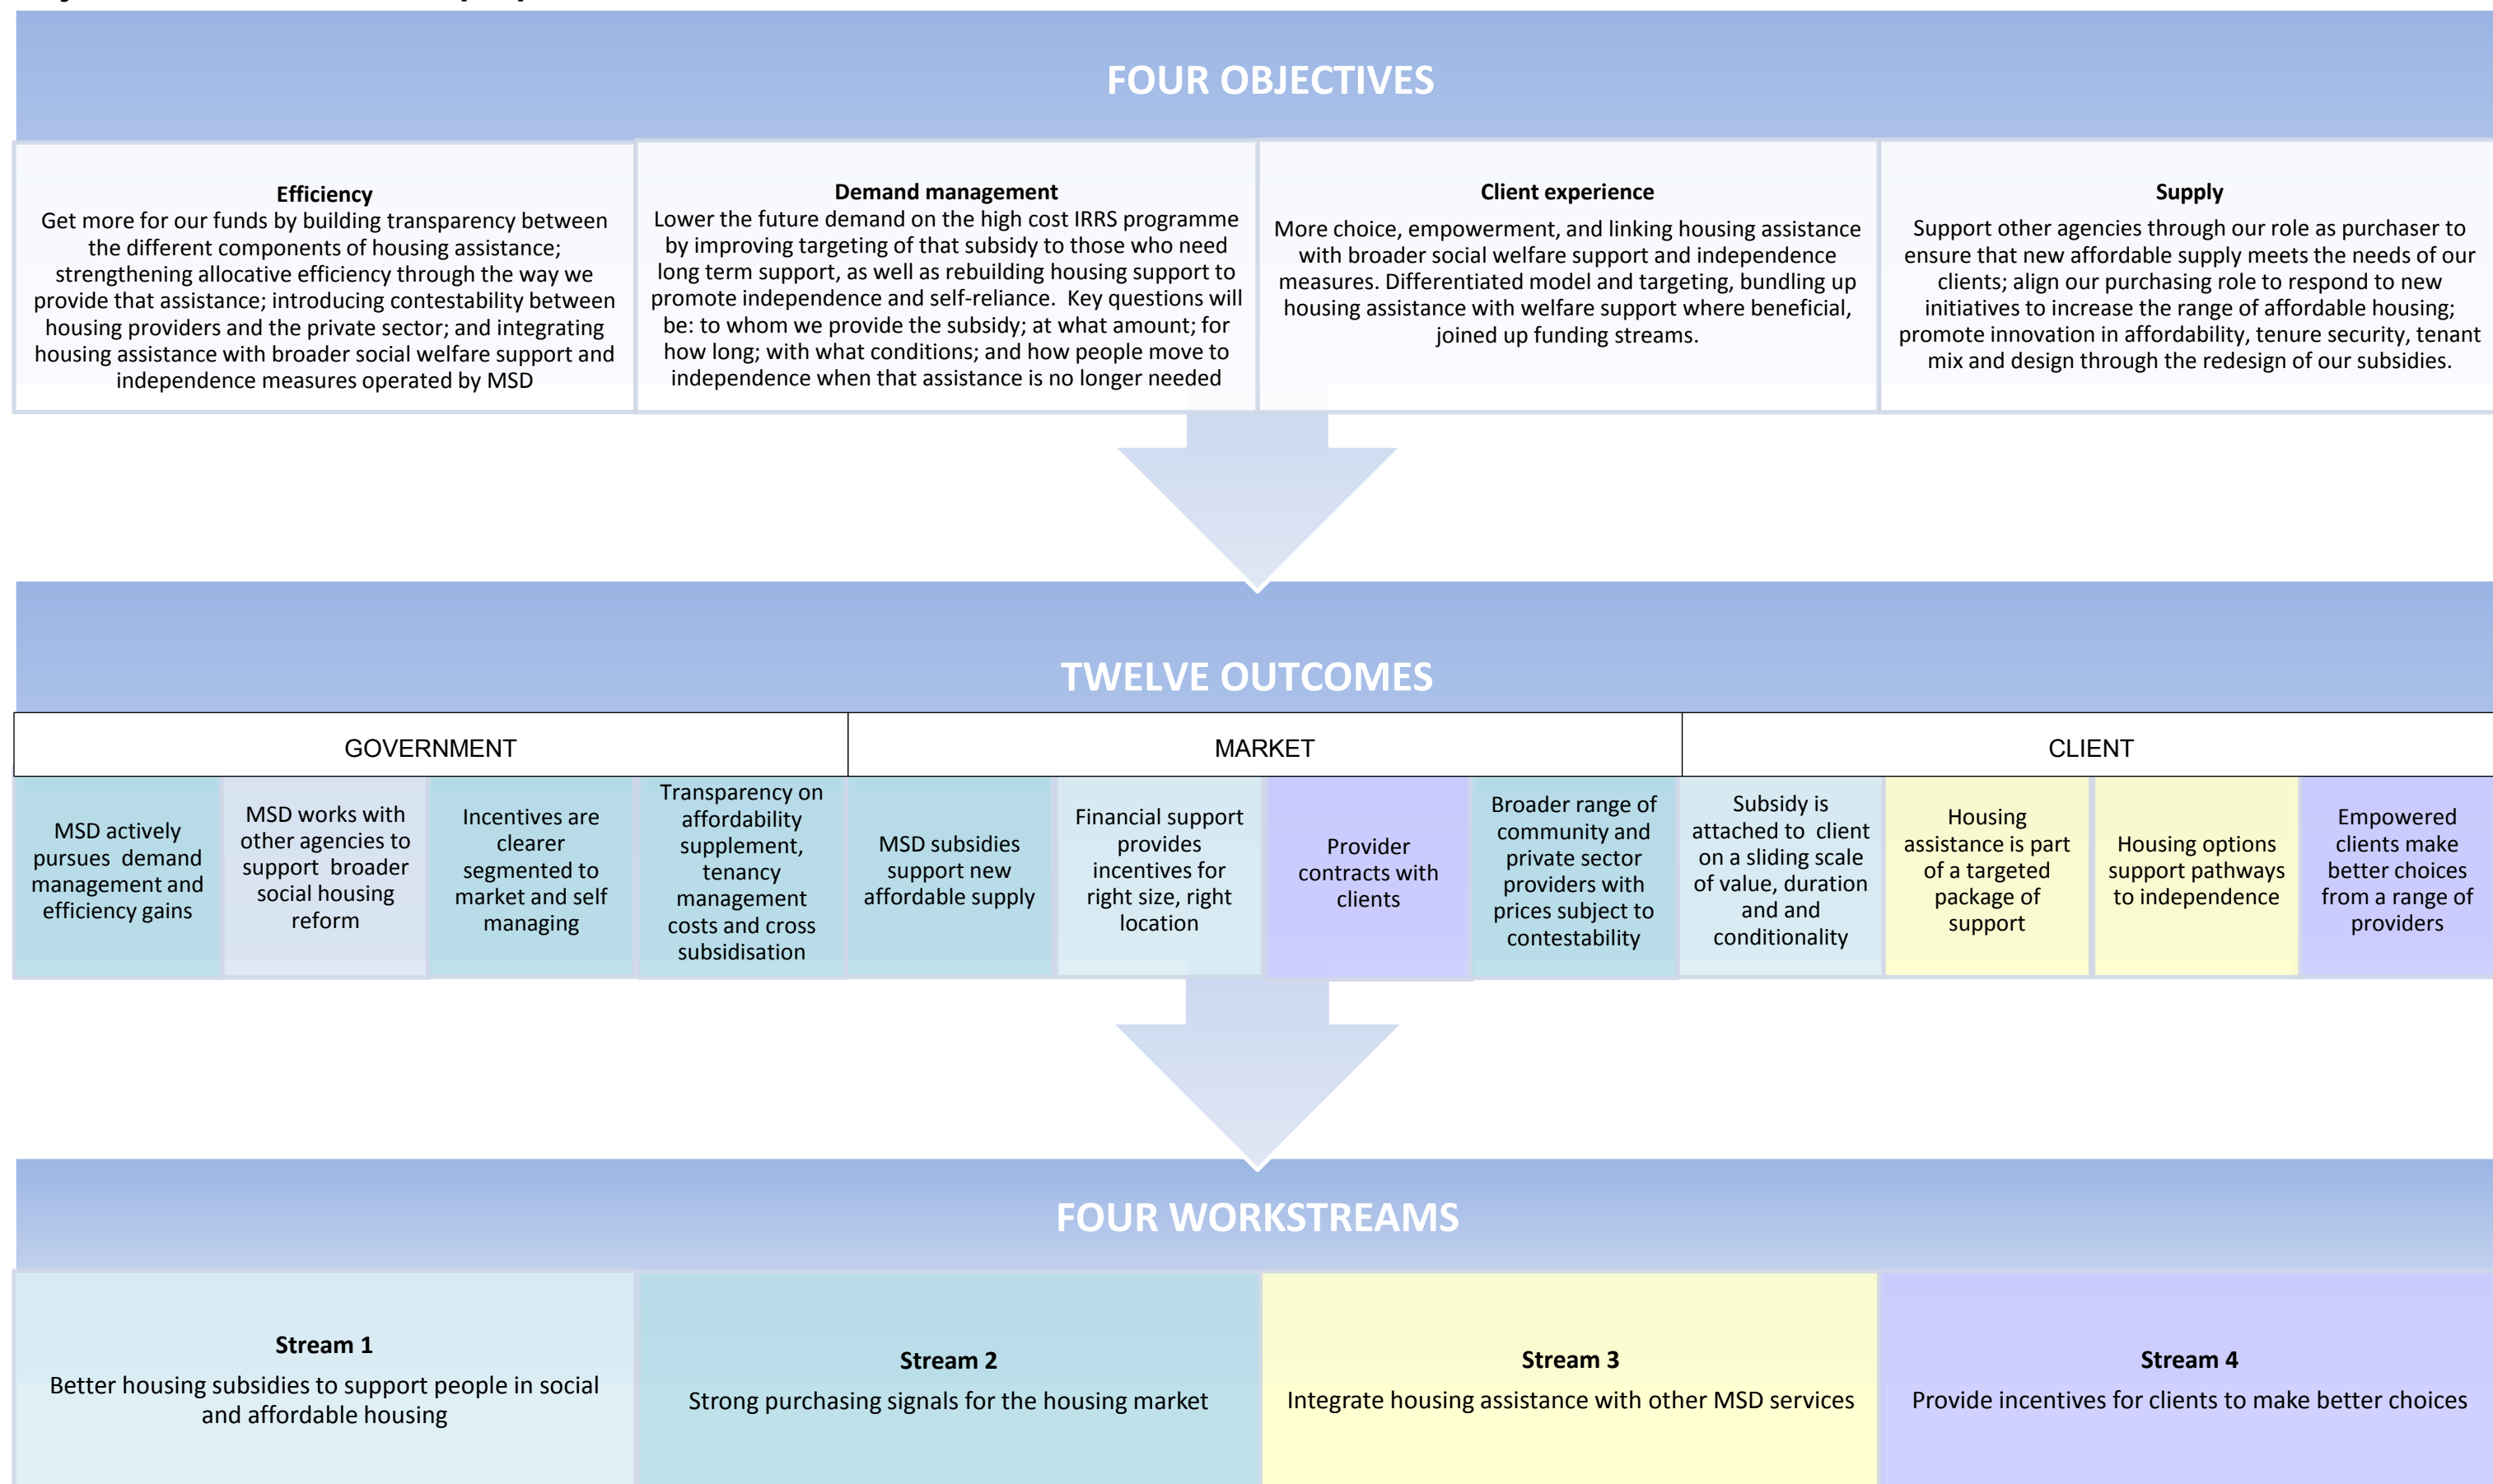 FOUR OBJECTIVES
Efficiency
Get more for our funds by building transparency between
the different components of housing assistance;
strengthening allocative efficiency through the way we
provide that assistance; introducing contestability between
housing providers and the private sector; and integrating
housing assistance with broader social welfare support and
independence measures operated by MSD
Demand management
Lower the future demand on the high cost IRRS programme
by improving targeting of that subsidy to those who need
long term support, as well as rebuilding housing support to
promote independence and self-reliance.  Key questions will
be: to whom we provide the subsidy; at what amount; for
how long; with what conditions; and how people move to
independence when that assistance is no longer needed
Client experience
More choice, empowerment, and linking housing assistance
with broader social welfare support and independence
measures. Differentiated model and targeting, bundling up
housing assistance with welfare support where beneficial,
joined up funding streams.
Supply
Support other agencies through our role as purchaser to
ensure that new affordable supply meets the needs of our
clients; align our purchasing role to respond to new
initiatives to increase the range of affordable housing;
promote innovation in affordability, tenure security, tenant
mix and design through the redesign of our subsidies.
TWELVE OUTCOMES
GOVERNMENT
MARKET
CLIENT
MSD actively
pursues  demand
management and
efficiency gains
MSD works with
other agencies to
support  broader
social housing
reform
Incentives are
clearer
segmented to
market and self
managing
Transparency on
affordability
supplement,
tenancy
management
costs and cross
subsidisation
MSD subsidies
support new
affordable supply
Financial support
provides
incentives for
right size, right
location
Provider
contracts with
clients
Broader range of
community and
private sector
providers with
prices subject to
contestability
Subsidy is
attached to  client
on a sliding scale
of value, duration
and and
conditionality
Housing
assistance is part
of a targeted
package of
support
Housing options
support pathways
to independence
Empowered
clients make
better choices
from a range of
providers
FOUR WORKSTREAMS
Stream 1
Better housing subsidies to support people in social
and affordable housing
Stream 2
Strong purchasing signals for the housing market
Stream 3
Integrate housing assistance with other MSD services
Stream 4
Provide incentives for clients to make better choices